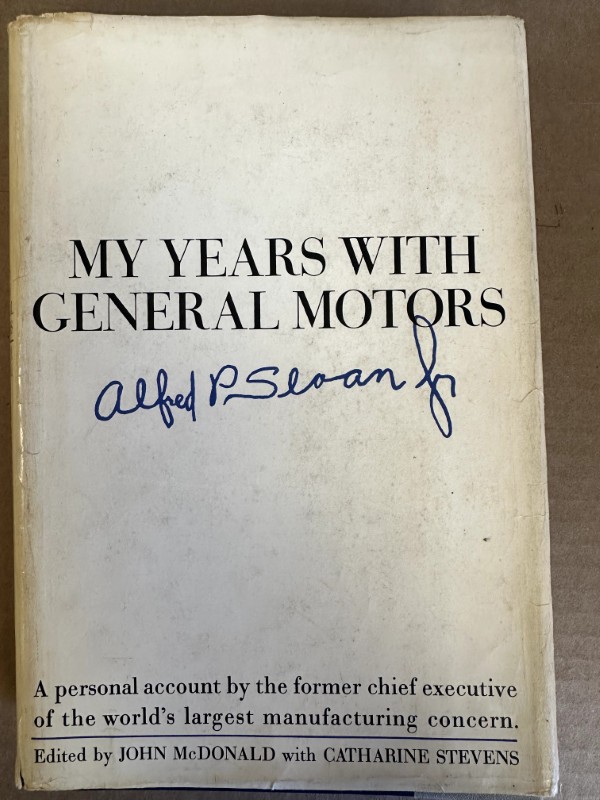 MY YEARS WITH
GENERAL MOTORS
Alfred P. Sloan Jr
A personal account by the former chief executive
of the world's largest manufacturing concern.
Edited by JOHN McDONALD with CATHARINE STEVENS